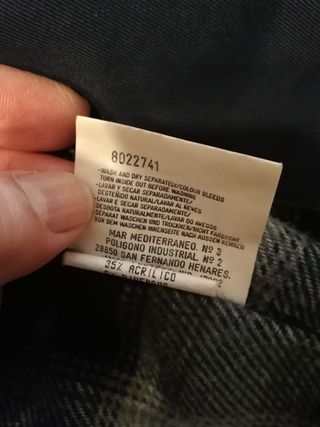 8022741
-WASH AND DRY SEPARATELY/COLOUR BLEEDS
TURN INSIDE OUT BEFORE WASHING
-LAVAR Y SECAR SEPARADAMENTE/
DESTEÑIDO NATURAL/LAVAR AL REVES
-LAVAR E SECAR SEPARADAMENTE/
DESBOTA NATURALMENTE/LAVAR DO AVESSO
SEPARAT WASCHEN UND TROCKNEN/NICHT FARBECHT
VOR DEM WASCHEN INNENSEITE NACH AUSSEN KEHREN
MAR MEDITERRANEO. Nº 3
POLIGONO INDUSTRIAL. Nº 2
28850 SAN FERNANDO HENARES.
35% ACRILICO